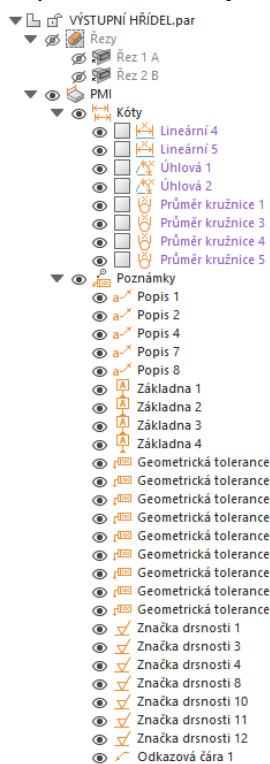 VÝSTUPNÍ HŘÍDEL.par
Řezy
Řez 1 A
Řez 2 B
PMI
Kóty
Lineární 4
Lineární 5
Úhlová 1
Úhlová 2
Průměr kružnice 1
Průměr kružnice 3
Průměr kružnice 4
Průměr kružnice 5
Poznámky
Popis 1
Popis 2
Popis 4
Popis 7
Popis 8
Základna 1
Základna 2
Základna 3
Základna 4
Geometrická tolerance
Geometrická tolerance
Geometrická tolerance
Geometrická tolerance
Geometrická tolerance
Geometrická tolerance
Geometrická tolerance
Geometrická tolerance
Geometrická tolerance
Značka drsnosti 1
Značka drsnosti 3
Značka drsnosti 4
Značka drsnosti 8
Značka drsnosti 10
Značka drsnosti 11
Značka drsnosti 12
Odkazová čára 1